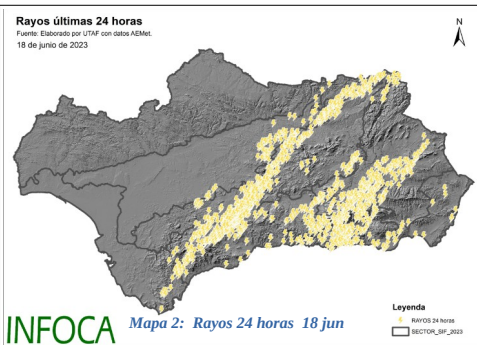 Rayos últimas 24 horas
Fuente: Elaborado por UTAF con datos AEMet.
18 de junio de 2023
N
Leyenda
RAYOS 24 horas
SECTOR_SIF_2023
INFOCA
Mapa 2: Rayos 24 horas 18 jun